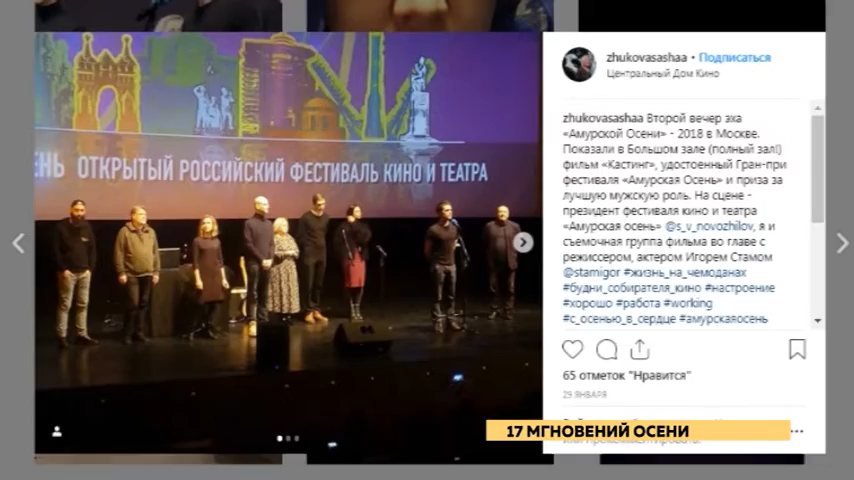 ЕНЬ ОТКРЫТЫЙ РОССИЙСКИЙ ФЕСТИВАЛЬ КИНО И ТЕАТРА
zhukovasashaa • Подписаться
Центральный Дом Кино
zhukovasashaa Второй вечер эха
«Амурской Осени» - 2018 в Москве.
Показали в Большом зале (полный зал!)
фильм «Кастинг», удостоенный Гран-при
фестиваля «Амурская Осень» и приза за
лучшую мужскую роль. На сцене -
президент фестиваля кино и театра
«Амурская осень» @s_v_novozhilov, я и
съемочная группа фильма во главе с
режиссером, актером Игорем Стамом
@stamigor #жизнь_на_чемоданах
#будни_собирателя_кино #настроение
#хорошо #работа #working
#с_осенью_в_сердце #амурскаяосень
65 отметок "Нравится"
29 ЯНВАРЯ
17 МГНОВЕНИЙ ОСЕНИ